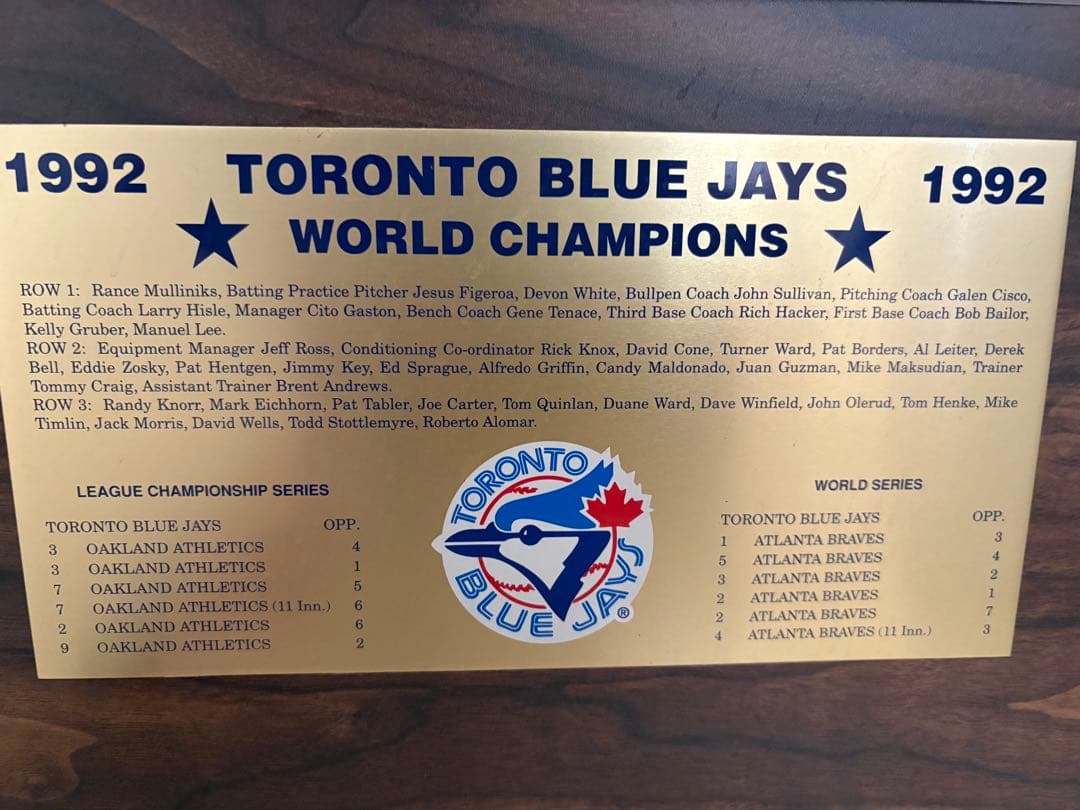 1992 TORONTO BLUE JAYS 1992
WORLD CHAMPIONS
ROW 1: Rance Mulliniks, Batting Practice Pitcher Jesus Figeroa, Devon White, Bullpen Coach John Sullivan, Pitching Coach Galen Cisco,
Batting Coach Larry Hisle, Manager Cito Gaston, Bench Coach Gene Tenace, Third Base Coach Rich Hacker, First Base Coach Bob Bailor,
Kelly Gruber, Manuel Lee.
ROW 2: Equipment Manager Jeff Ross, Conditioning Co-ordinator Rick Knox, David Cone, Turner Ward, Pat Borders, Al Leiter, Derek
Bell, Eddie Zosky, Pat Hentgen, Jimmy Key, Ed Sprague, Alfredo Griffin, Candy Maldonado, Juan Guzman, Mike Maksudian, Trainer
Tommy Craig, Assistant Trainer Brent Andrews.
ROW 3: Randy Knorr, Mark Eichhorn, Pat Tabler, Joe Carter, Tom Quinlan, Duane Ward, Dave Winfield, John Olerud, Tom Henke, Mike
Timlin, Jack Morris, David Wells, Todd Stottlemyre, Roberto Alomar.
LEAGUE CHAMPIONSHIP SERIES
TORONTO BLUE JAYS OPP.
3 OAKLAND ATHLETICS 4
3 OAKLAND ATHLETICS 1
7 OAKLAND ATHLETICS 5
7 OAKLAND ATHLETICS (11 Inn.) 6
2 OAKLAND ATHLETICS 6
9 OAKLAND ATHLETICS 2
TORONTO
BLUE JAYS ®
WORLD SERIES
TORONTO BLUE JAYS OPP.
1 ATLANTA BRAVES 3
5 ATLANTA BRAVES 4
3 ATLANTA BRAVES 2
2 ATLANTA BRAVES 1
2 ATLANTA BRAVES 7
4 ATLANTA BRAVES (11 Inn.) 3